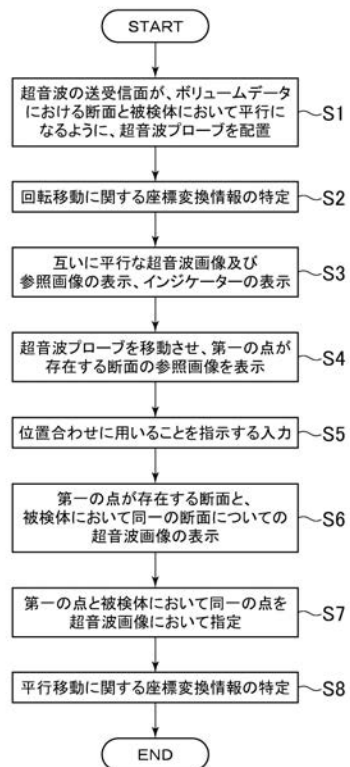 START
超音波の送受信面が、ボリュームデータ
における断面と被検体において平行に
なるように、超音波プローブを配置
S1
回転移動に関する座標変換情報の特定
S2
互いに平行な超音波画像及び
参照画像の表示、インジケーターの表示
S3
超音波プローブを移動させ、第一の点が
存在する断面の参照画像を表示
S4
位置合わせに用いることを指示する入力
S5
第一の点が存在する断面と、
被検体において同一の断面についての
超音波画像の表示
S6
第一の点と被検体において同一の点を
超音波画像において指定
S7
平行移動に関する座標変換情報の特定
S8
END